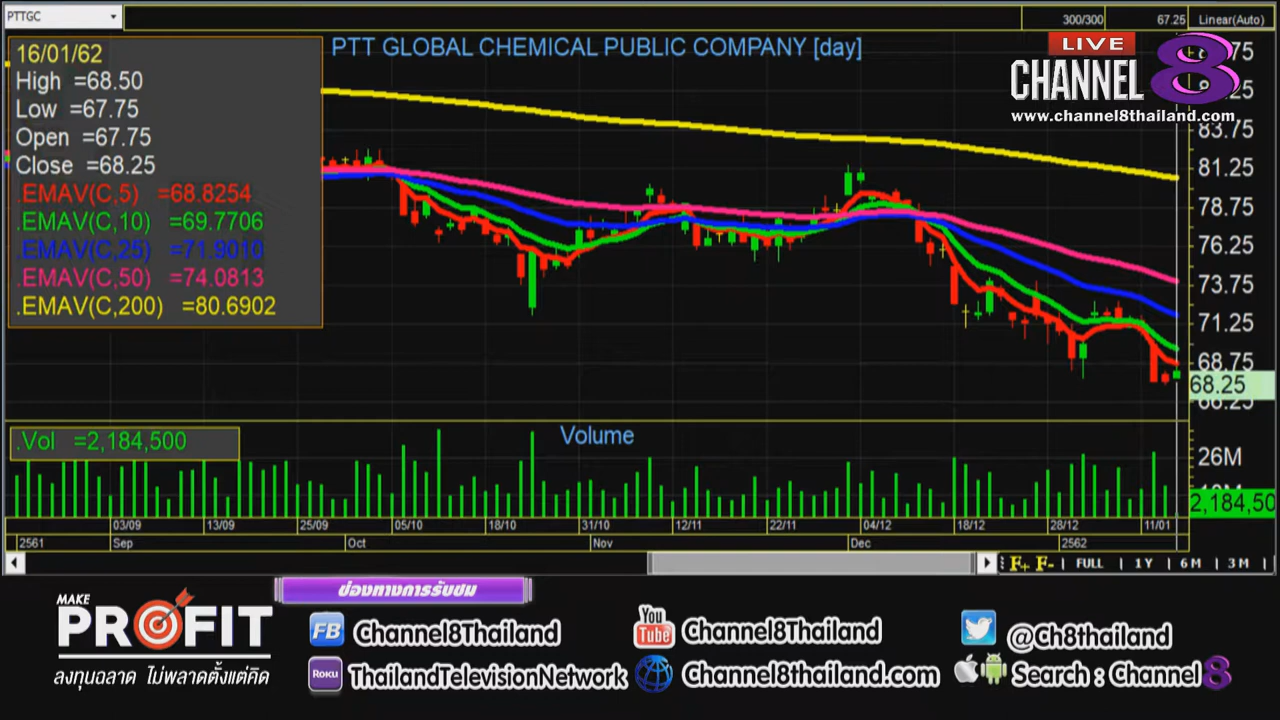 PTTGC
300/300
67.25
Linear(Auto)
PTT GLOBAL CHEMICAL PUBLIC COMPANY [day]
LIVE
CHANNEL 8
www.channel8thailand.com
16/01/62
High =68.50
Low =67.75
Open =67.75
Close =68.25
.EMAV(C,5) =68.8254
.EMAV(C,10) =69.7706
.EMAV(C,25) =71.9010
.EMAV(C,50) =74.0813
.EMAV(C,200) =80.6902
83.75
81.25
78.75
76.25
73.75
71.25
68.75
68.25
66.25
.Vol =2,184,500
Volume
26M
2,184,50
03/09
13/09
25/09
05/10
18/10
31/10
12/11
22/11
04/12
18/12
28/12
11/01
2561
Sep
Oct
Nov
Dec
2562
F+ F- FULL | 1Y | 6M | 3M |
ช่องทางการรับชม
MAKE
PROFIT
ลงทุนฉลาด ไม่พลาดตั้งแต่คิด
FB Channel8Thailand
You Tube Channel8Thailand
@Ch8thailand
Roku ThailandTelevisionNetwork
Channel8thailand.com
Search : Channel 8